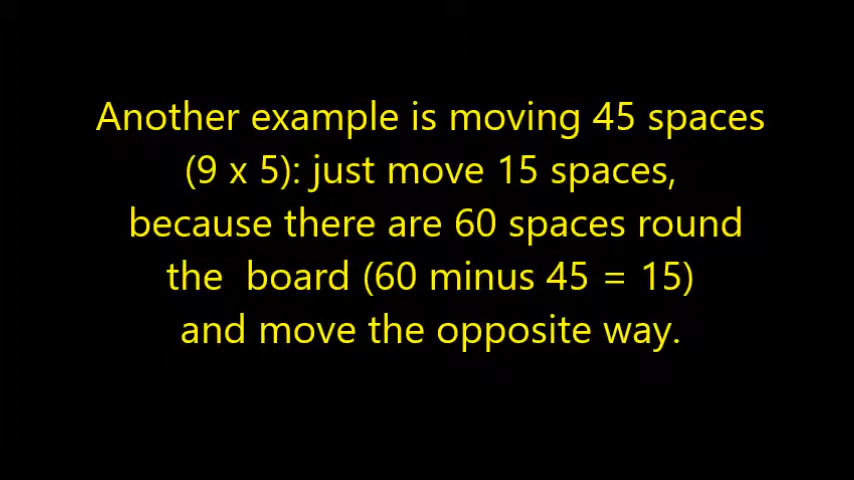 Another example is moving 45 spaces
(9 x 5): just move 15 spaces,
because there are 60 spaces round
the  board (60 minus 45 = 15)
and move the opposite way.